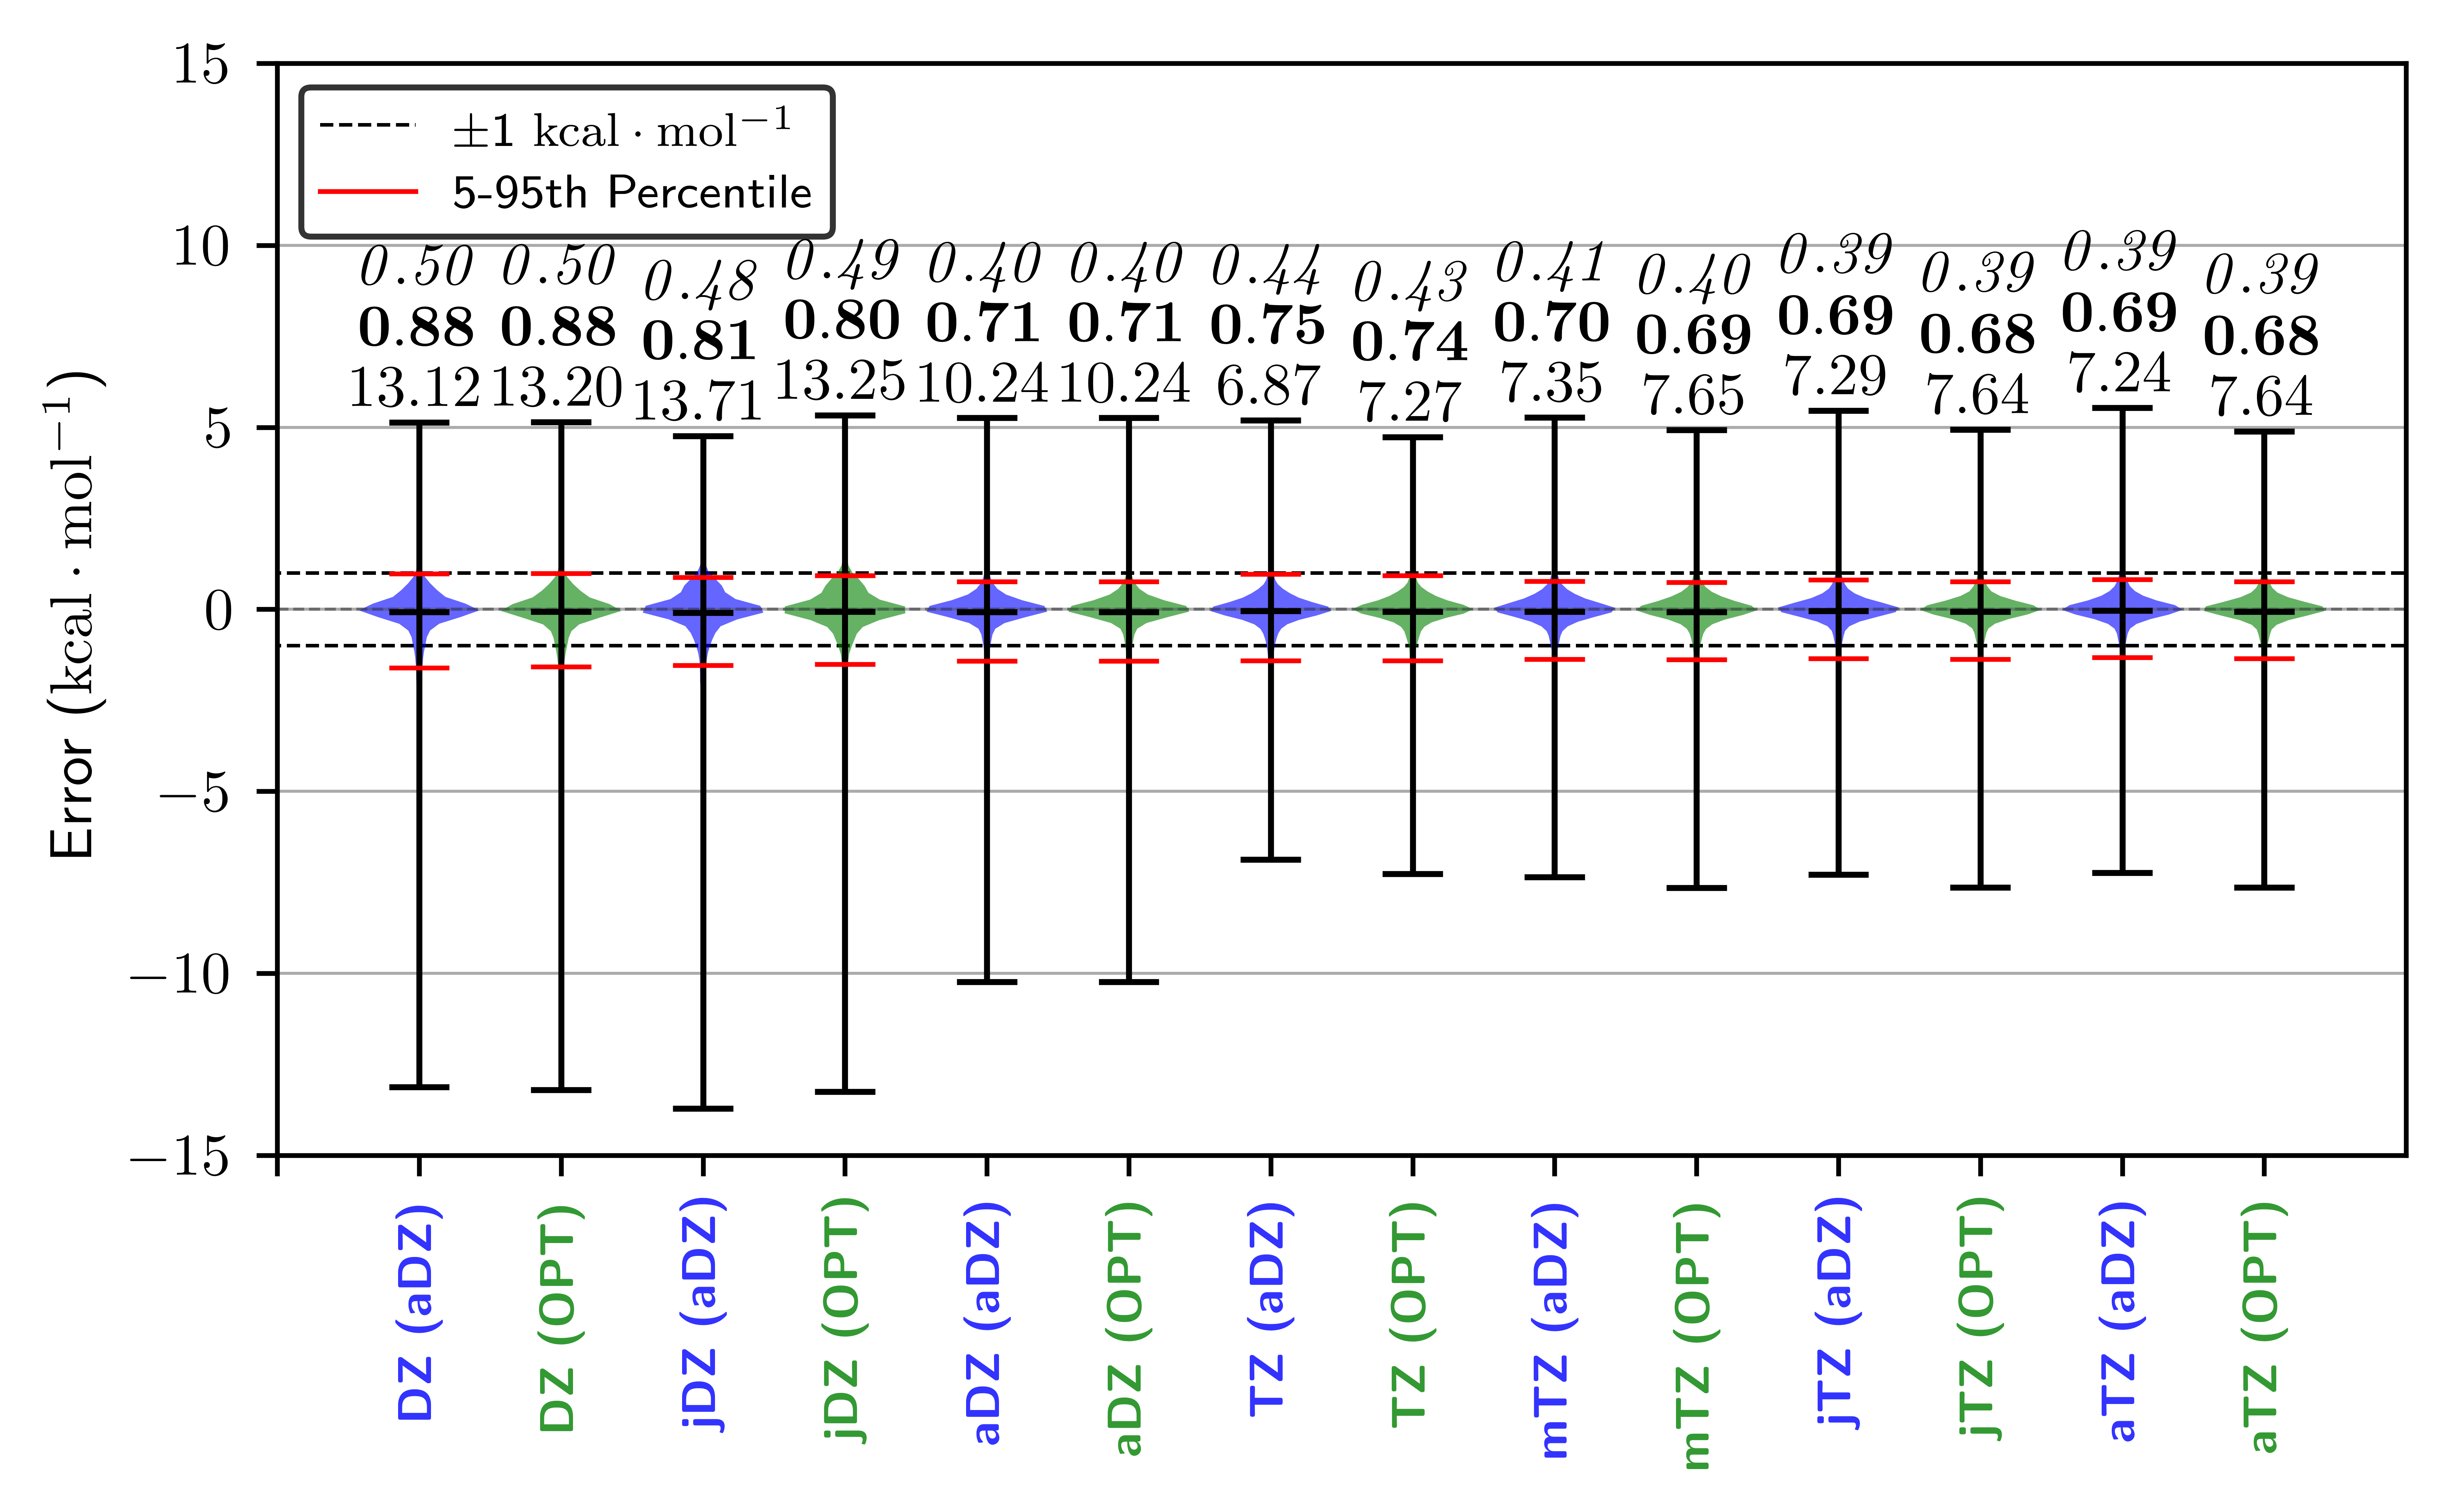 15
10
5
0
−5
−10
−15
Error (kcal · mol⁻¹)
±1 kcal · mol⁻¹
5-95th Percentile
0.50 0.50 0.48 0.49 0.40 0.40 0.44 0.43 0.41 0.40 0.39 0.39 0.39 0.39
0.88 0.88 0.81 0.80 0.71 0.71 0.75 0.74 0.70 0.69 0.69 0.68 0.69 0.68
13.12 13.20 13.71 13.25 10.24 10.24 6.87 7.27 7.35 7.65 7.29 7.64 7.24 7.64
DZ (aDZ)
DZ (OPT)
jDZ (aDZ)
jDZ (OPT)
aDZ (aDZ)
aDZ (OPT)
TZ (aDZ)
TZ (OPT)
mTZ (aDZ)
mTZ (OPT)
jTZ (aDZ)
jTZ (OPT)
aTZ (aDZ)
aTZ (OPT)